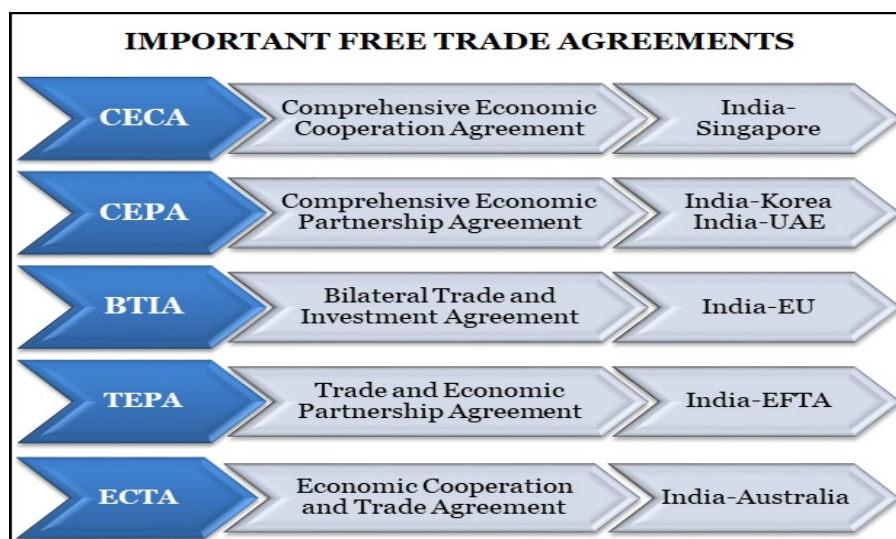 IMPORTANT FREE TRADE AGREEMENTS
CECA
Comprehensive Economic
Cooperation Agreement
India-
Singapore
CEPA
Comprehensive Economic
Partnership Agreement
India-Korea
India-UAE
BTIA
Bilateral Trade and
Investment Agreement
India-EU
TEPA
Trade and Economic
Partnership Agreement
India-EFTA
ECTA
Economic Cooperation
and Trade Agreement
India-Australia